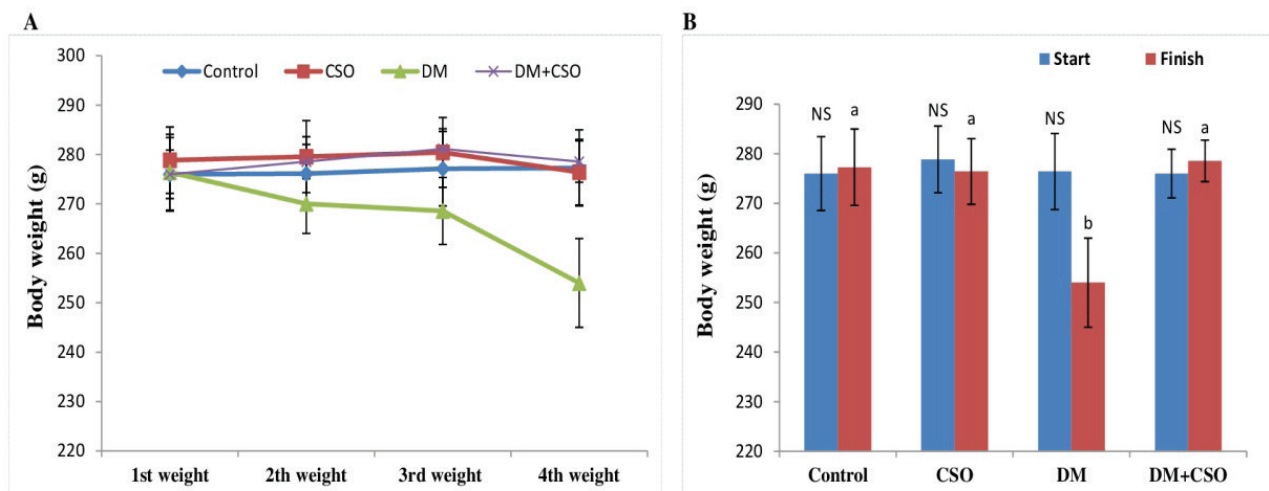 A
Body weight (g)
300
290
280
270
260
250
240
230
220
Control CSO DM DM+CSO
1st weight 2th weight 3rd weight 4th weight
B
Body weight (g)
290
280
270
260
250
240
230
220
Start Finish
NS a NS a NS b NS a
Control CSO DM DM+CSO